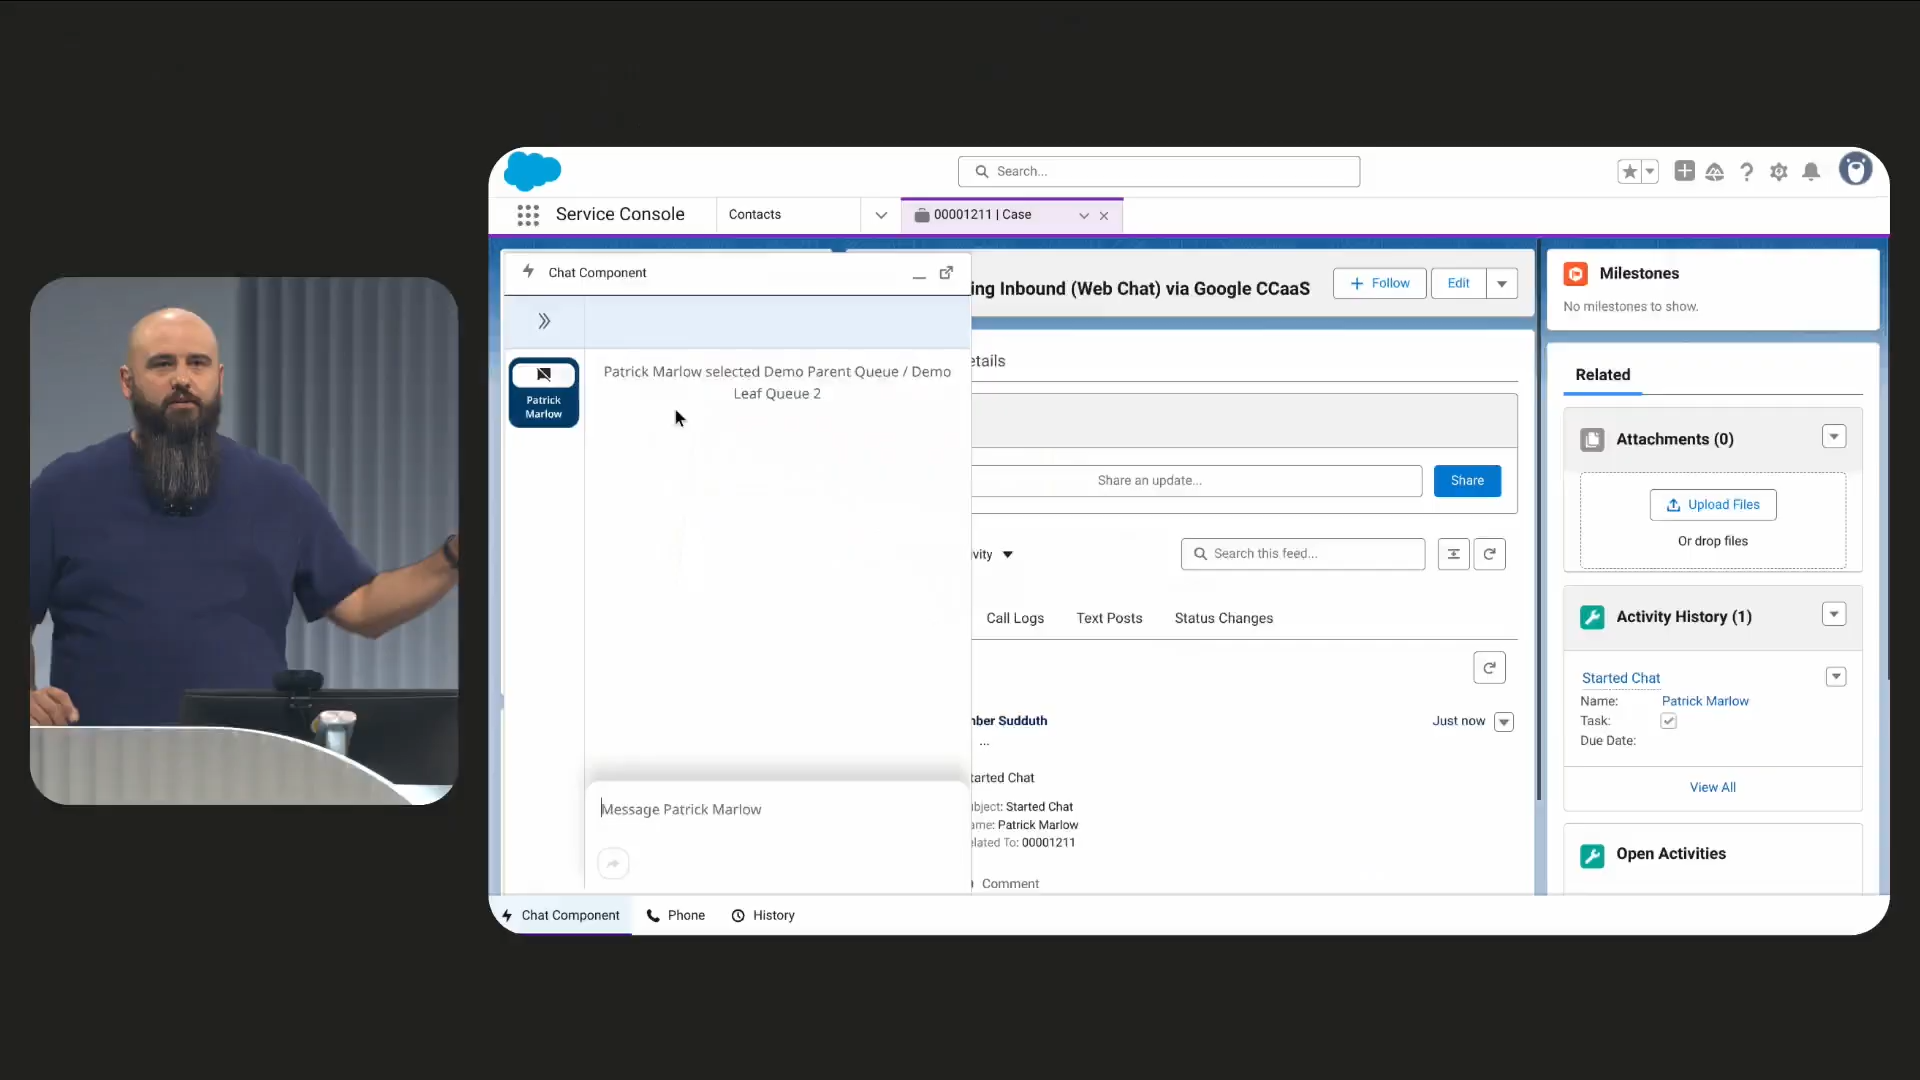 Search...
Service Console
Contacts
00001211 | Case
Chat Component
ing Inbound (Web Chat) via Google CCaaS
Follow
Edit
Milestones
No milestones to show.
Patrick
Marlow
Patrick Marlow selected Demo Parent Queue / Demo
Leaf Queue 2
etails
Share an update...
Share
Related
Attachments (0)
Upload Files
Or drop files
vity
Search this feed...
Call Logs
Text Posts
Status Changes
Activity History (1)
Started Chat
Name: Patrick Marlow
Task:
Due Date:
View All
nber Sudduth
Just now
...
tarted Chat
bject: Started Chat
ame: Patrick Marlow
elated To: 00001211
Comment
Open Activities
Message Patrick Marlow
Chat Component
Phone
History